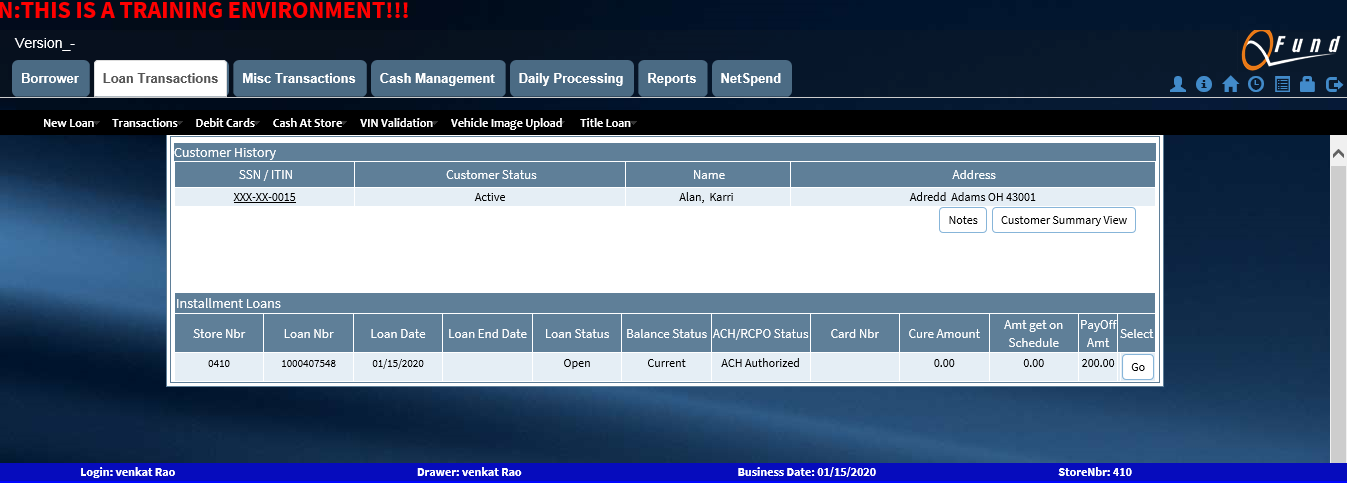 N:THIS IS A TRAINING ENVIRONMENT!!!
Version_-
QFund
Borrower Loan Transactions Misc Transactions Cash Management Daily Processing Reports NetSpend
New Loan Transactions Debit Cards Cash At Store VIN Validation Vehicle Image Upload Title Loan
Customer History
SSN / ITIN Customer Status Name Address
XXX-XX-0015 Active Alan, Karri Adredd Adams OH 43001
Notes Customer Summary View
Installment Loans
Store Nbr Loan Nbr Loan Date Loan End Date Loan Status Balance Status ACH/RCPO Status Card Nbr Cure Amount Amt get on Schedule PayOff Amt Select
0410 1000407548 01/15/2020 Open Current ACH Authorized 0.00 0.00 200.00 Go
Login: venkat Rao Drawer: venkat Rao Business Date: 01/15/2020 StoreNbr: 410